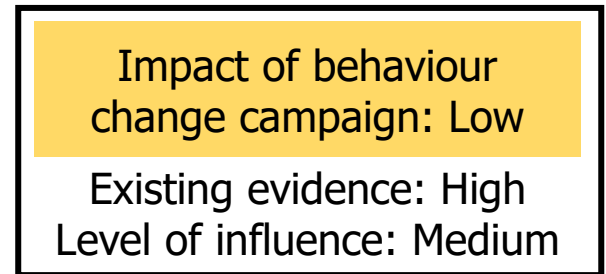 Impact of behaviour
change campaign: Low
Existing evidence: High
Level of influence: Medium